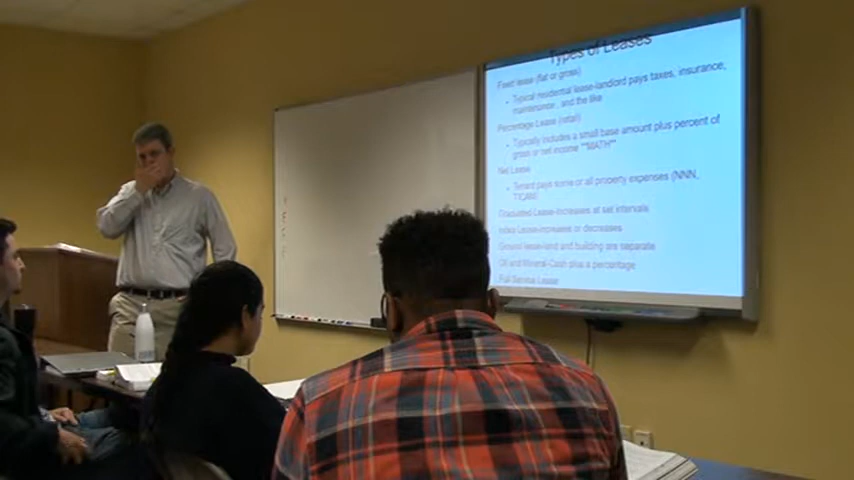 Types of Leases
Fixed lease (flat or gross)
Typical residential lease-landlord pays taxes, insurance,
maintenance , and the like
Percentage Lease (retail)
Typically includes a small base amount plus percent of
gross or net income **MATH**
Net Lease
Tenant pays some or all property expenses (NNN,
Graduated Lease-increases at set intervals
Index Lease-increases or decreases
Ground lease-land and building are separate
Oil and Mineral-Cash plus a percentage
Full-Service Lease